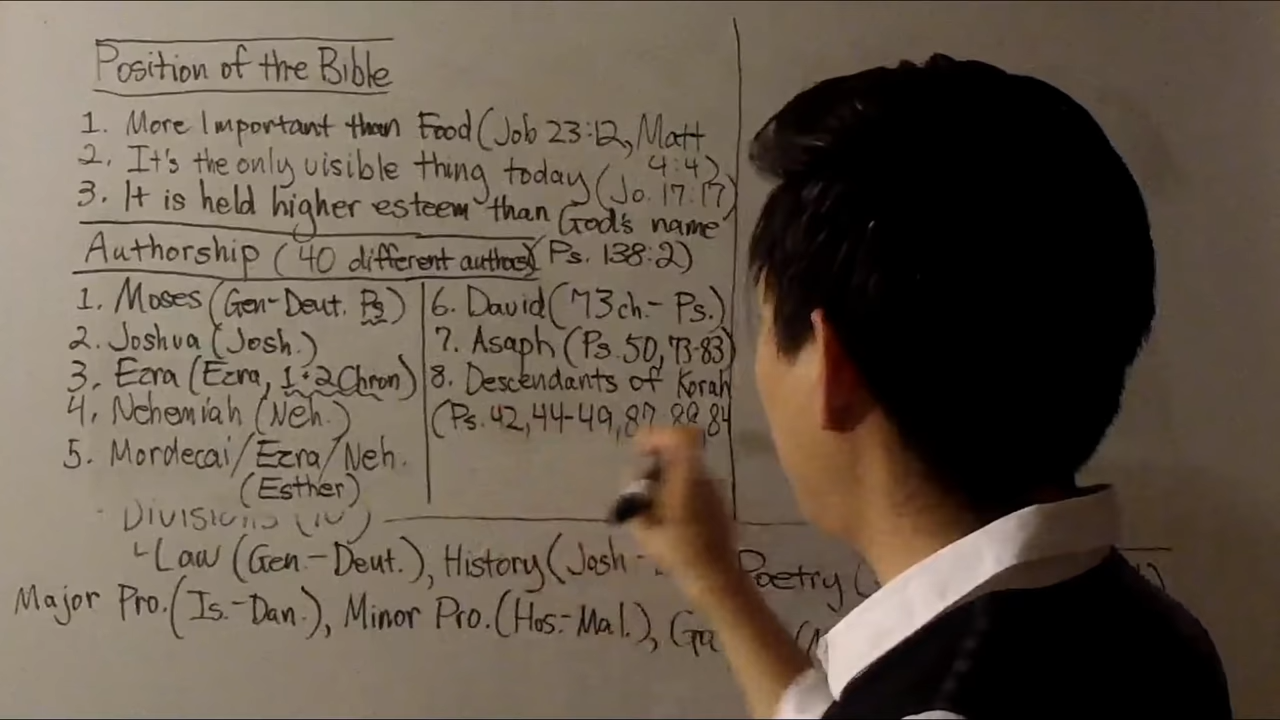 Position of the Bible
1. More Important than Food (Job 23:12, Matt
4:4)
2. It's the only visible thing today (Jo. 17:17)
3. It is held higher esteem than God's name
Authorship (40 different authors) (Ps. 138:2)
1. Moses (Gen-Deut. Ps)
2. Joshua (Josh.)
3. Ezra (Ezra, 1+2 Chron)
4. Nehemiah (Neh.)
5. Mordecai/Ezra/Neh.
(Esther)
6. David (73 ch.- Ps.)
7. Asaph (Ps. 50, 73-83)
8. Descendants of Korah
(Ps. 42, 44-49, 87, 88, 84
Divisions (10)
Law (Gen.-Deut.), History (Josh- Poetry (
Major Pro. (Is.-Dan.), Minor Pro. (Hos.-Mal.),